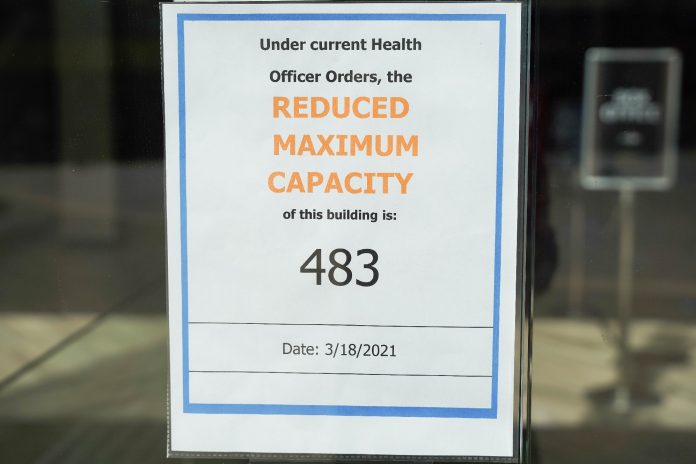 Under current Health
Officer Orders, the
REDUCED
MAXIMUM
CAPACITY
of this building is:
483
Date: 3/18/2021